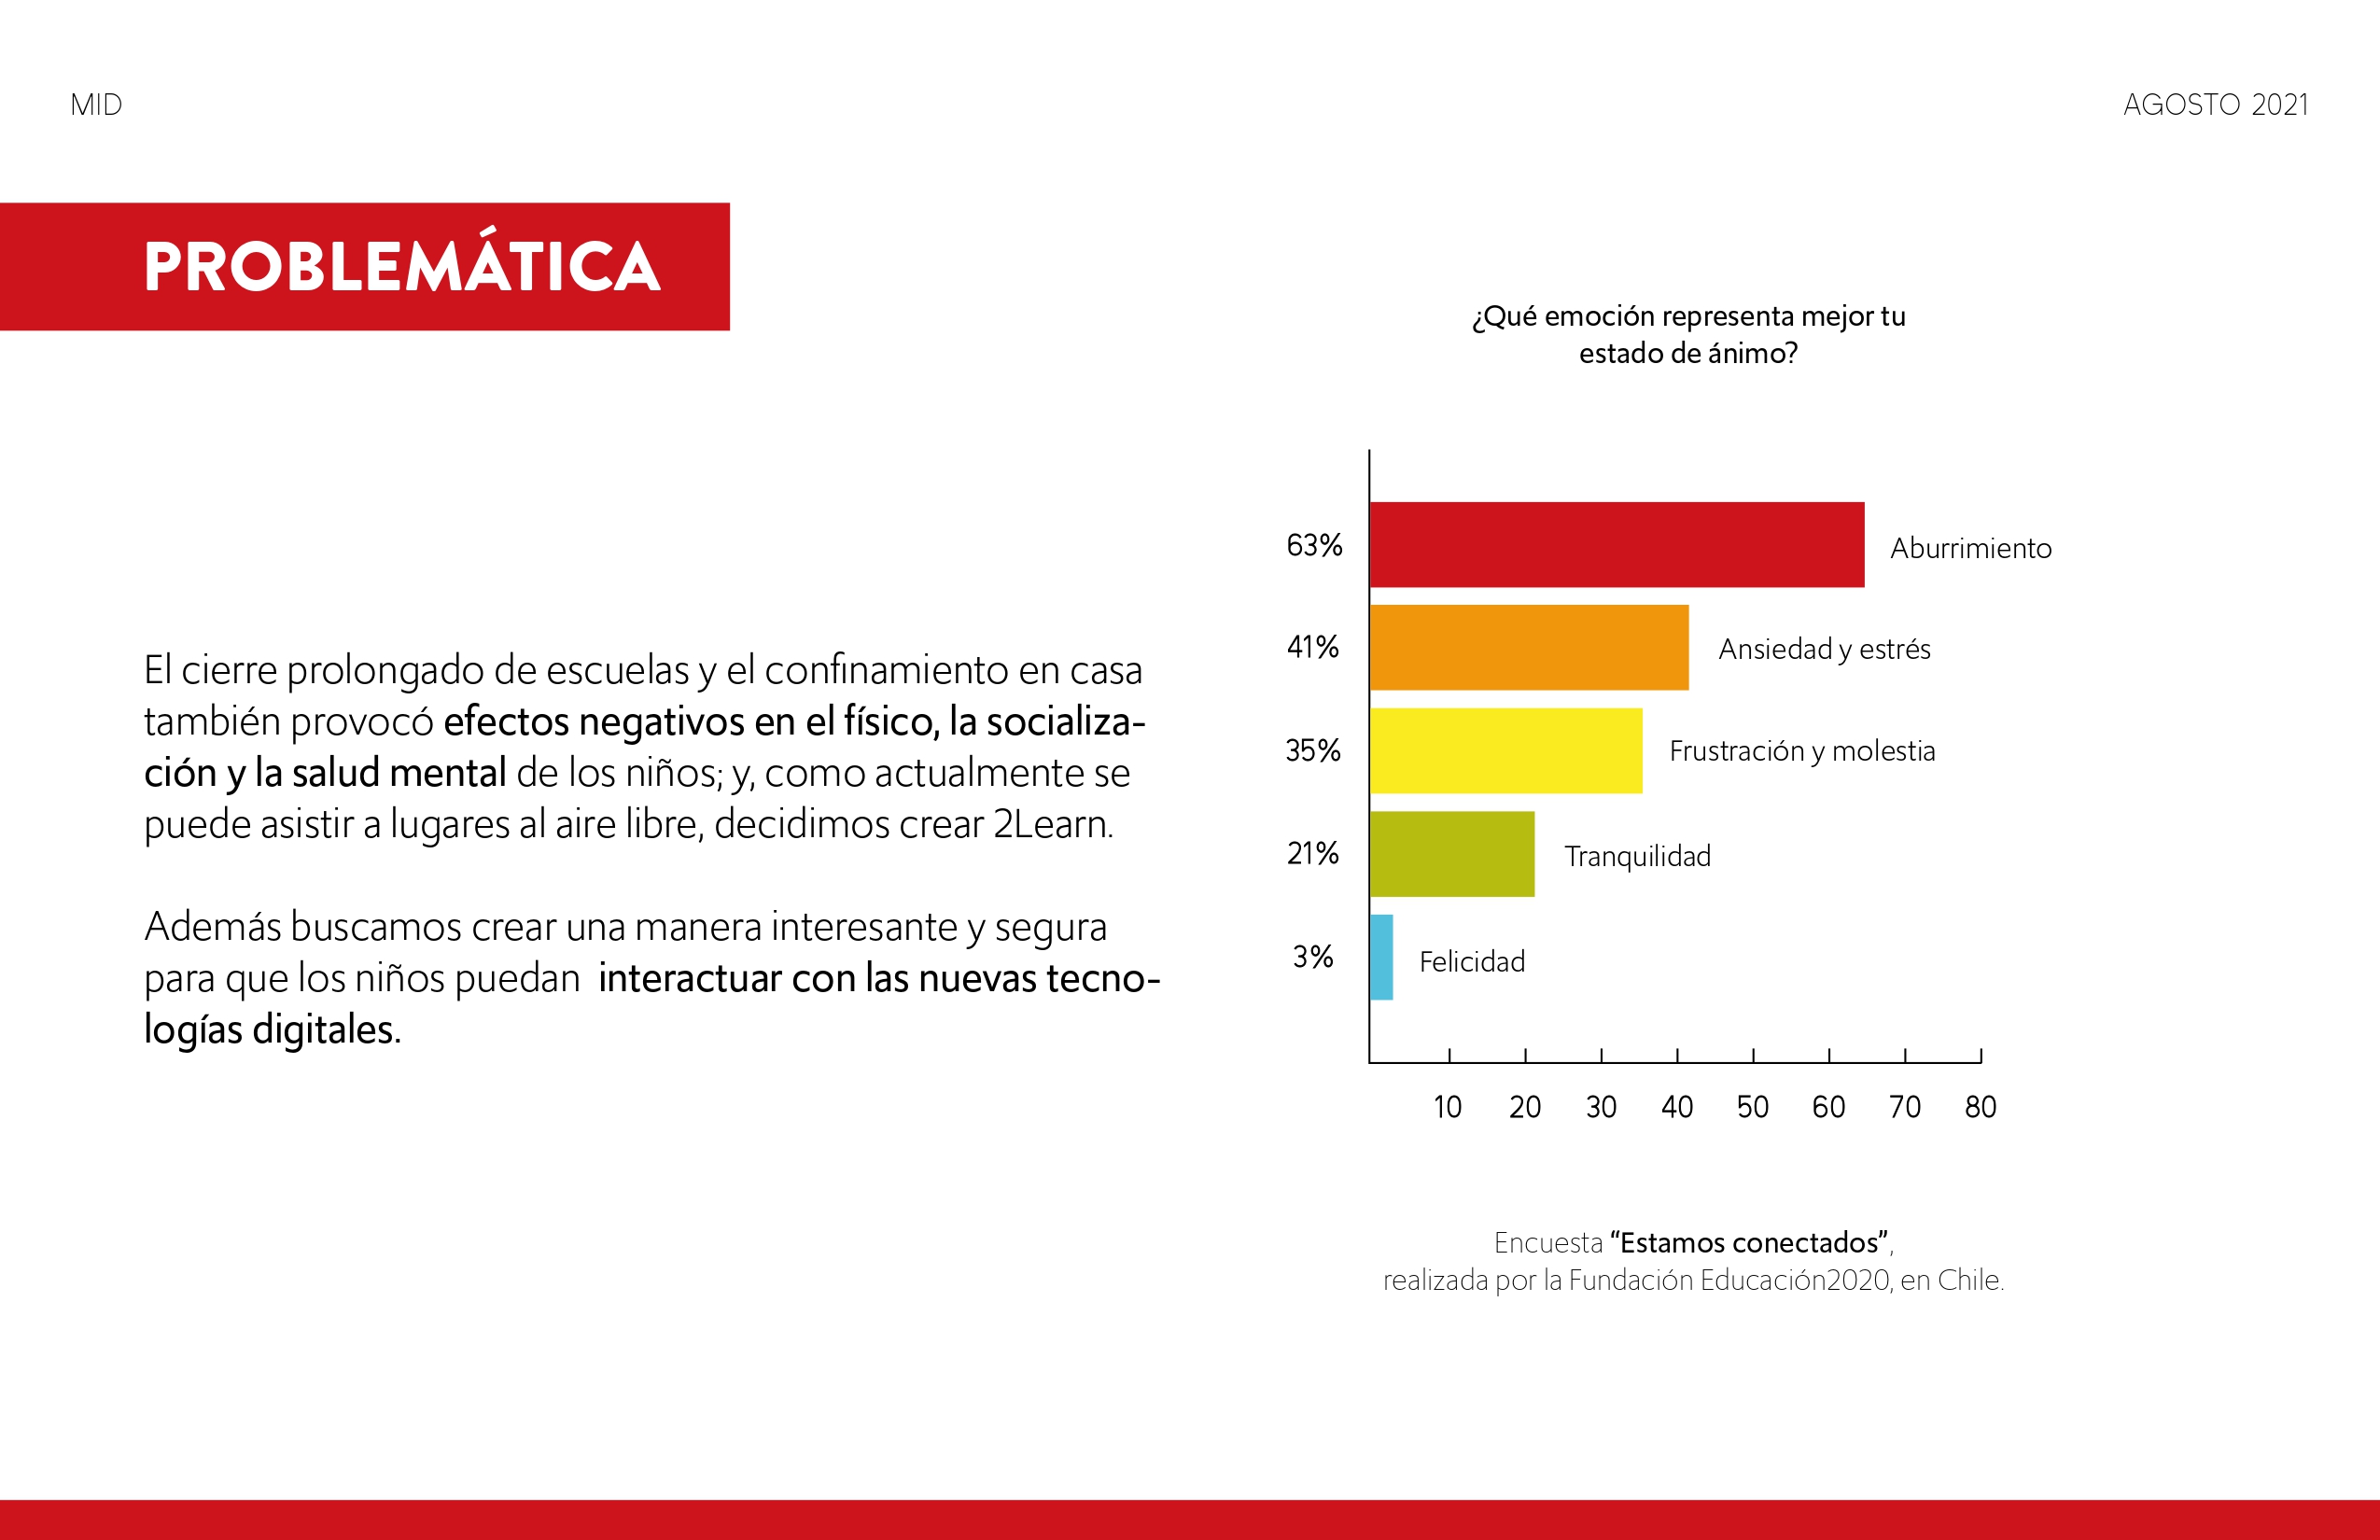 MID
AGOSTO 2021
PROBLEMÁTICA
El cierre prolongado de escuelas y el confinamiento en casa
también provocó efectos negativos en el físico, la socializa-
ción y la salud mental de los niños; y, como actualmente se
puede asistir a lugares al aire libre, decidimos crear 2Learn.
Además buscamos crear una manera interesante y segura
para que los niños puedan  interactuar con las nuevas tecno-
logías digitales.
¿Qué emoción representa mejor tu
estado de ánimo?
63% Aburrimiento
41% Ansiedad y estrés
35% Frustración y molestia
21% Tranquilidad
3% Felicidad
10 20 30 40 50 60 70 80
Encuesta “Estamos conectados”,
realizada por la Fundación Educación2020, en Chile.